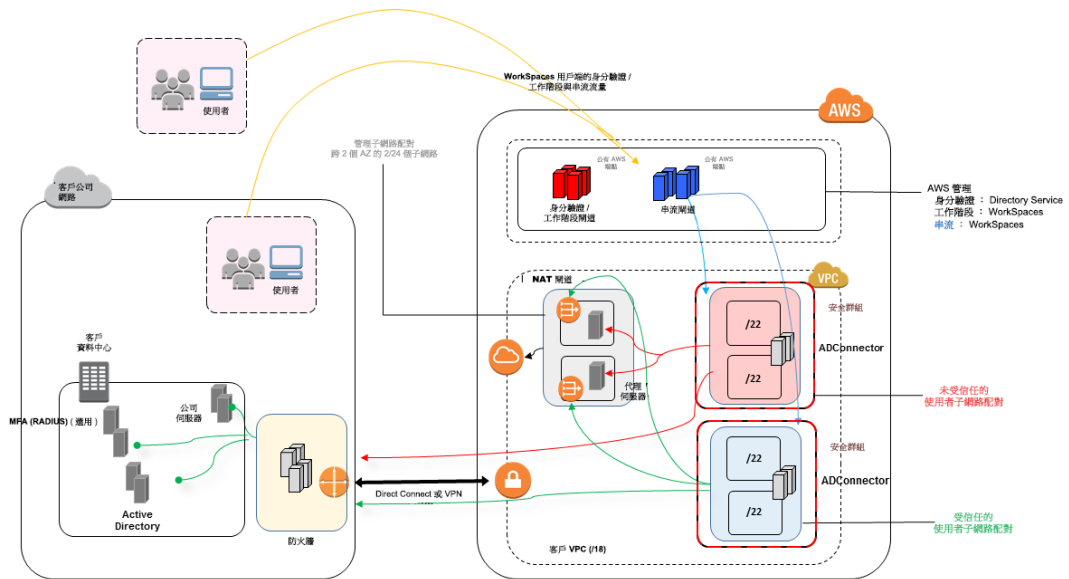 使用者
WorkSpaces 用戶端的身分驗證 /
工作階段與串流流量
AWS
管理子網路配對
跨 2 個 AZ 的 2/24 個子網路
公有 AWS
端點
公有 AWS
端點
身分驗證 /
工作階段閘道
串流閘道
AWS 管理
身分驗證 ： Directory Service
工作階段 ： WorkSpaces
串流 ： WorkSpaces
客戶公司
網路
使用者
NAT 閘道
VPC
安全群組
/22
ADConnector
/22
代理
伺服器
未受信任的
使用者子網路配對
客戶
資料中心
公司
伺服器
MFA (RADIUS) ( 適用 )
Active
Directory
防火牆
Direct Connect 或 VPN
安全群組
/22
ADConnector
/22
受信任的
使用者子網路配對
客戶 VPC (/18)